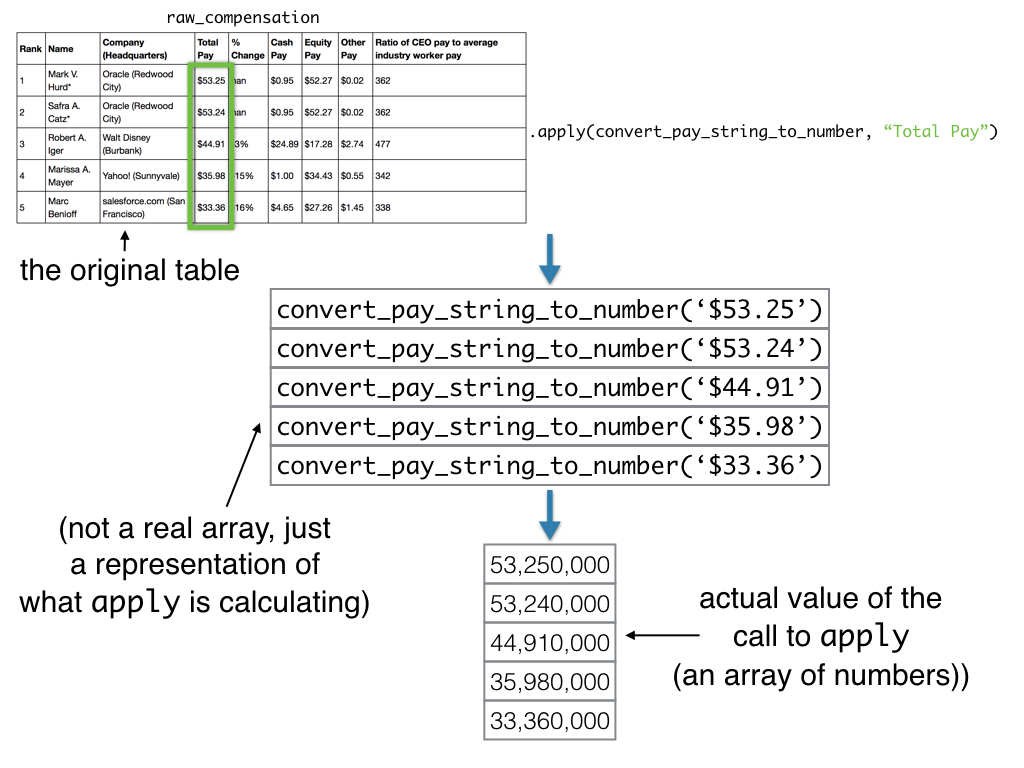 raw_compensation
Rank Name Company (Headquarters) Total Pay % Change Cash Pay Equity Pay Other Pay Ratio of CEO pay to average industry worker pay
1 Mark V. Hurd* Oracle (Redwood City) $53.25 nan $0.95 $52.27 $0.02 362
2 Safra A. Catz* Oracle (Redwood City) $53.24 nan $0.95 $52.27 $0.02 362
3 Robert A. Iger Walt Disney (Burbank) $44.91 3% $24.89 $17.28 $2.74 477
4 Marissa A. Mayer Yahoo! (Sunnyvale) $35.98 15% $1.00 $34.43 $0.55 342
5 Marc Benioff salesforce.com (San Francisco) $33.36 16% $4.65 $27.26 $1.45 338
.apply(convert_pay_string_to_number, “Total Pay”)
the original table
convert_pay_string_to_number(‘$53.25’)
convert_pay_string_to_number(‘$53.24’)
convert_pay_string_to_number(‘$44.91’)
convert_pay_string_to_number(‘$35.98’)
convert_pay_string_to_number(‘$33.36’)
(not a real array, just
a representation of
what apply is calculating)
53,250,000
53,240,000
44,910,000
35,980,000
33,360,000
actual value of the
call to apply
(an array of numbers))